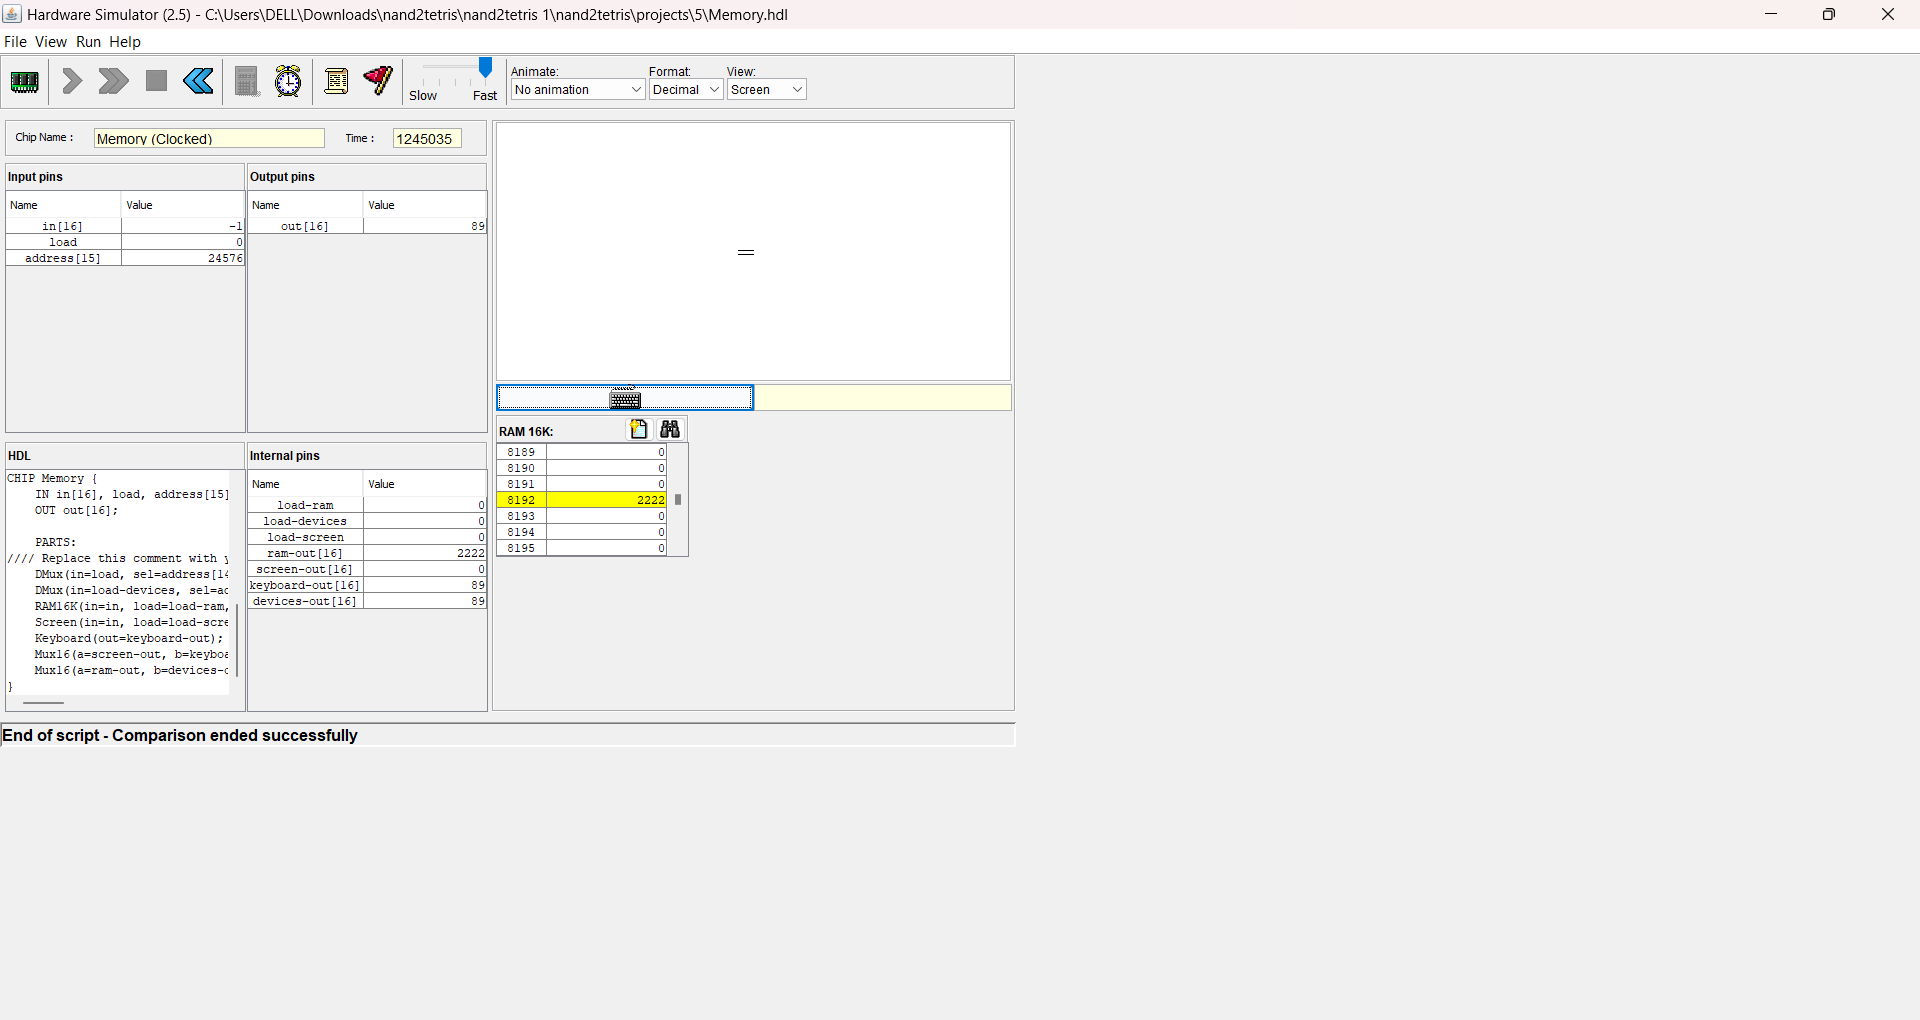 Hardware Simulator (2.5) - C:\Users\DELL\Downloads\nand2tetris\nand2tetris 1\nand2tetris\projects\5\Memory.hdl
File View Run Help
Slow Fast
Animate: Format: View:
No animation Decimal Screen
Chip Name : Memory (Clocked) Time : 1245035
Input pins
Name Value
in[16] -1
load 0
address[15] 24576
Output pins
Name Value
out[16] 89
HDL
CHIP Memory {
IN in[16], load, address[15]
OUT out[16];
PARTS:
//// Replace this comment with
DMux(in=load, sel=address[14
DMux(in=load-devices, sel=ad
RAM16K(in=in, load=load-ram,
Screen(in=in, load=load-scre
Keyboard(out=keyboard-out);
Mux16(a=screen-out, b=keyboa
Mux16(a=ram-out, b=devices-o
}
Internal pins
Name Value
load-ram 0
load-devices 0
load-screen 0
ram-out[16] 2222
screen-out[16] 0
keyboard-out[16] 89
devices-out[16] 89
RAM 16K:
8189 0
8190 0
8191 0
8192 2222
8193 0
8194 0
8195 0
End of script - Comparison ended successfully